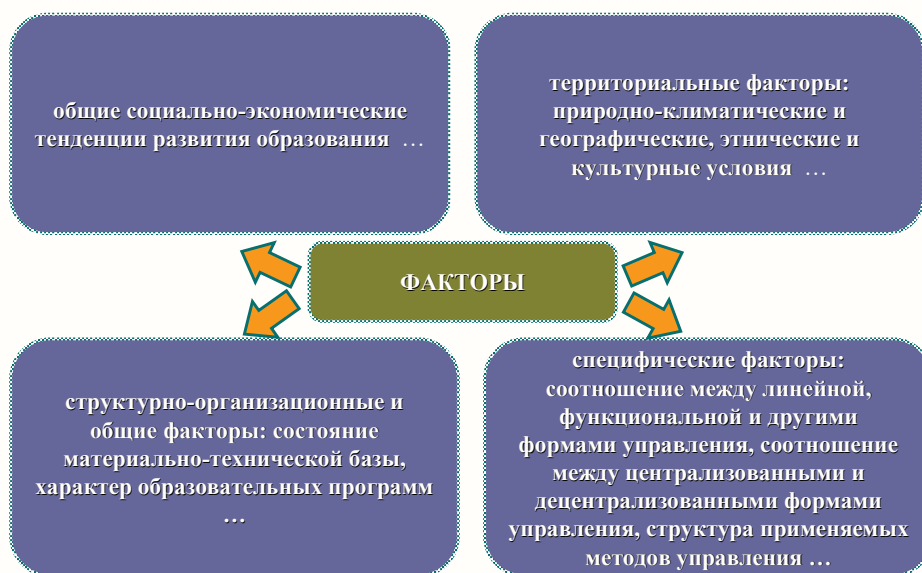 общие социально-экономические
тенденции развития образования …
территориальные факторы:
природно-климатические и
географические, этнические и
культурные условия …
ФАКТОРЫ
структурно-организационные и
общие факторы: состояние
материально-технической базы,
характер образовательных программ
…
специфические факторы:
соотношение между линейной,
функциональной и другими
формами управления, соотношение
между централизованными и
децентрализованными формами
управления, структура применяемых
методов управления …